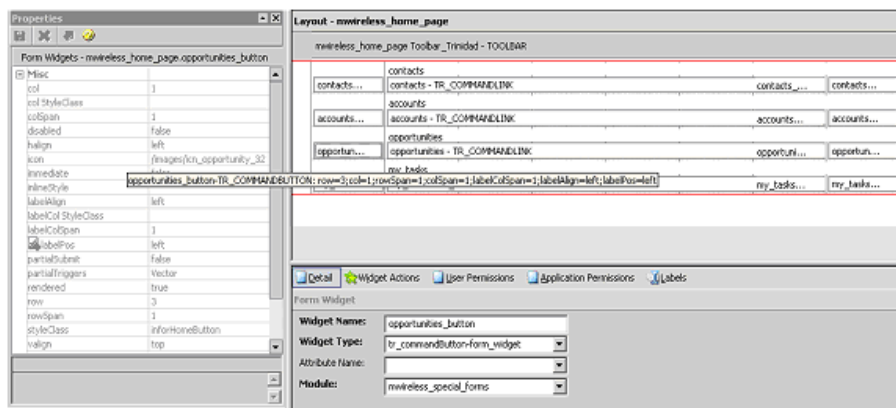 Properties
Form Widgets - mwireless_home_page.opportunities_button
Misc
col 1
col StyleClass
colSpan 1
disabled false
halign left
icon /images/icn_opportunity_32
immediate
inlineStyle
labelAlign left
labelCol StyleClass
labelColSpan 1
labelPos left
partialSubmit false
partialTriggers Vector
rendered true
row 3
rowSpan 1
styleClass inforHomeButton
valign top
Layout - mwireless_home_page
mwireless_home_page Toolbar_Trinidad - TOOLBAR
contacts
contacts... contacts - TR_COMMANDLINK contacts_... contacts...
accounts
accounts... accounts - TR_COMMANDLINK accounts... accounts...
opportunities
opportun... opportunities - TR_COMMANDLINK opportuni... opportun...
my_tasks
opportunities_button-TR_COMMANDBUTTON: row=3;col=1;rowSpan=1;colSpan=1;labelColSpan=1;labelAlign=left;labelPos=left
my_tasks... my_tasks...
Detail Widget Actions User Permissions Application Permissions Labels
Form Widget
Widget Name: opportunities_button
Widget Type: tr_commandButton-form_widget
Attribute Name:
Module: mwireless_special_forms